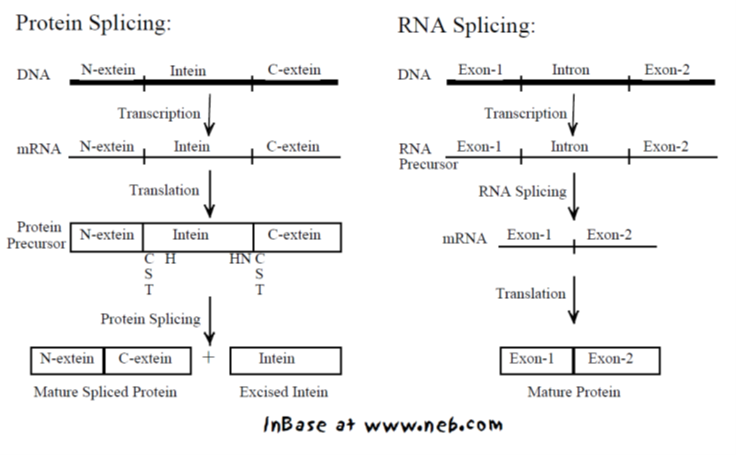 Protein Splicing:
DNA N-extein Intein C-extein
Transcription
mRNA N-extein Intein C-extein
Translation
Protein
Precursor
N-extein Intein C-extein
C H HN C
S S
T T
Protein Splicing
N-extein C-extein + Intein
Mature Spliced Protein Excised Intein
RNA Splicing:
DNA Exon-1 Intron Exon-2
Transcription
RNA
Precursor
Exon-1 Intron Exon-2
RNA Splicing
mRNA Exon-1 Exon-2
Translation
Exon-1 Exon-2
Mature Protein
InBase at www.neb.com